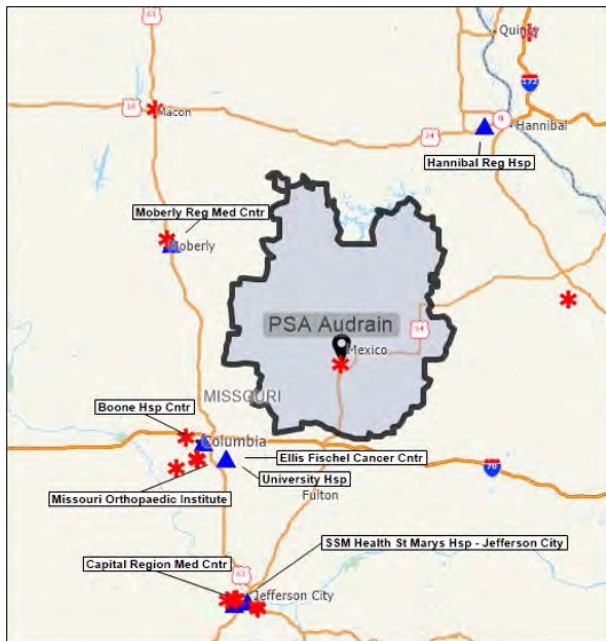 63
Quincy
172
36
Macon
24
9
Hannibal
Hannibal Reg Hsp
Moberly Reg Med Cntr
Moberly
PSA Audrain
54
Mexico
MISSOURI
Boone Hsp Cntr
Columbia
Ellis Fischel Cancer Cntr
University Hsp
70
Missouri Orthopaedic Institute
Fulton
SSM Health St Marys Hsp - Jefferson City
Capital Region Med Cntr
63
Jefferson City